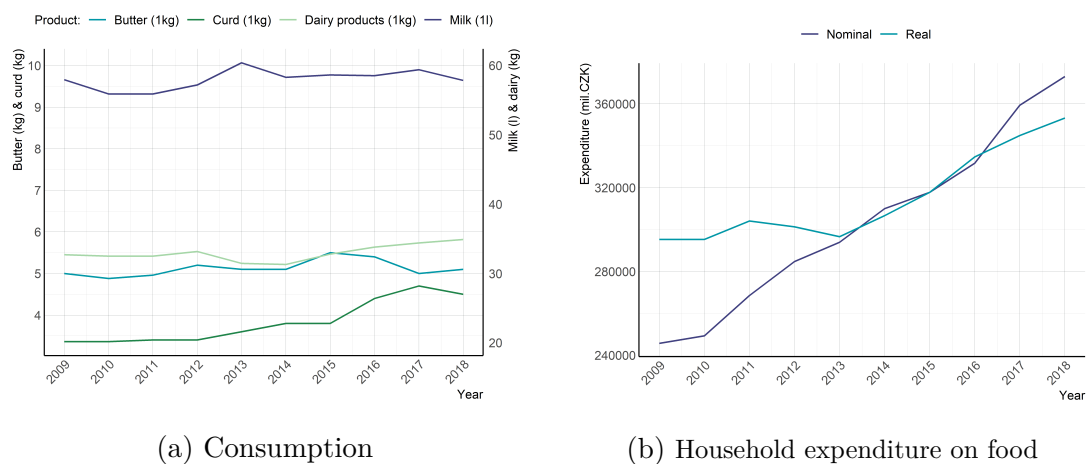 Product: Butter (1kg) Curd (1kg) Dairy products (1kg) Milk (1l)
Butter (kg) & curd (kg)
10
9
8
7
6
5
4
Milk (l) & dairy (kg)
60
50
40
30
20
2009 2010 2011 2012 2013 2014 2015 2016 2017 2018
Year
(a) Consumption
Nominal Real
Expenditure (mil.CZK)
360000
320000
280000
240000
2009 2010 2011 2012 2013 2014 2015 2016 2017 2018
Year
(b) Household expenditure on food